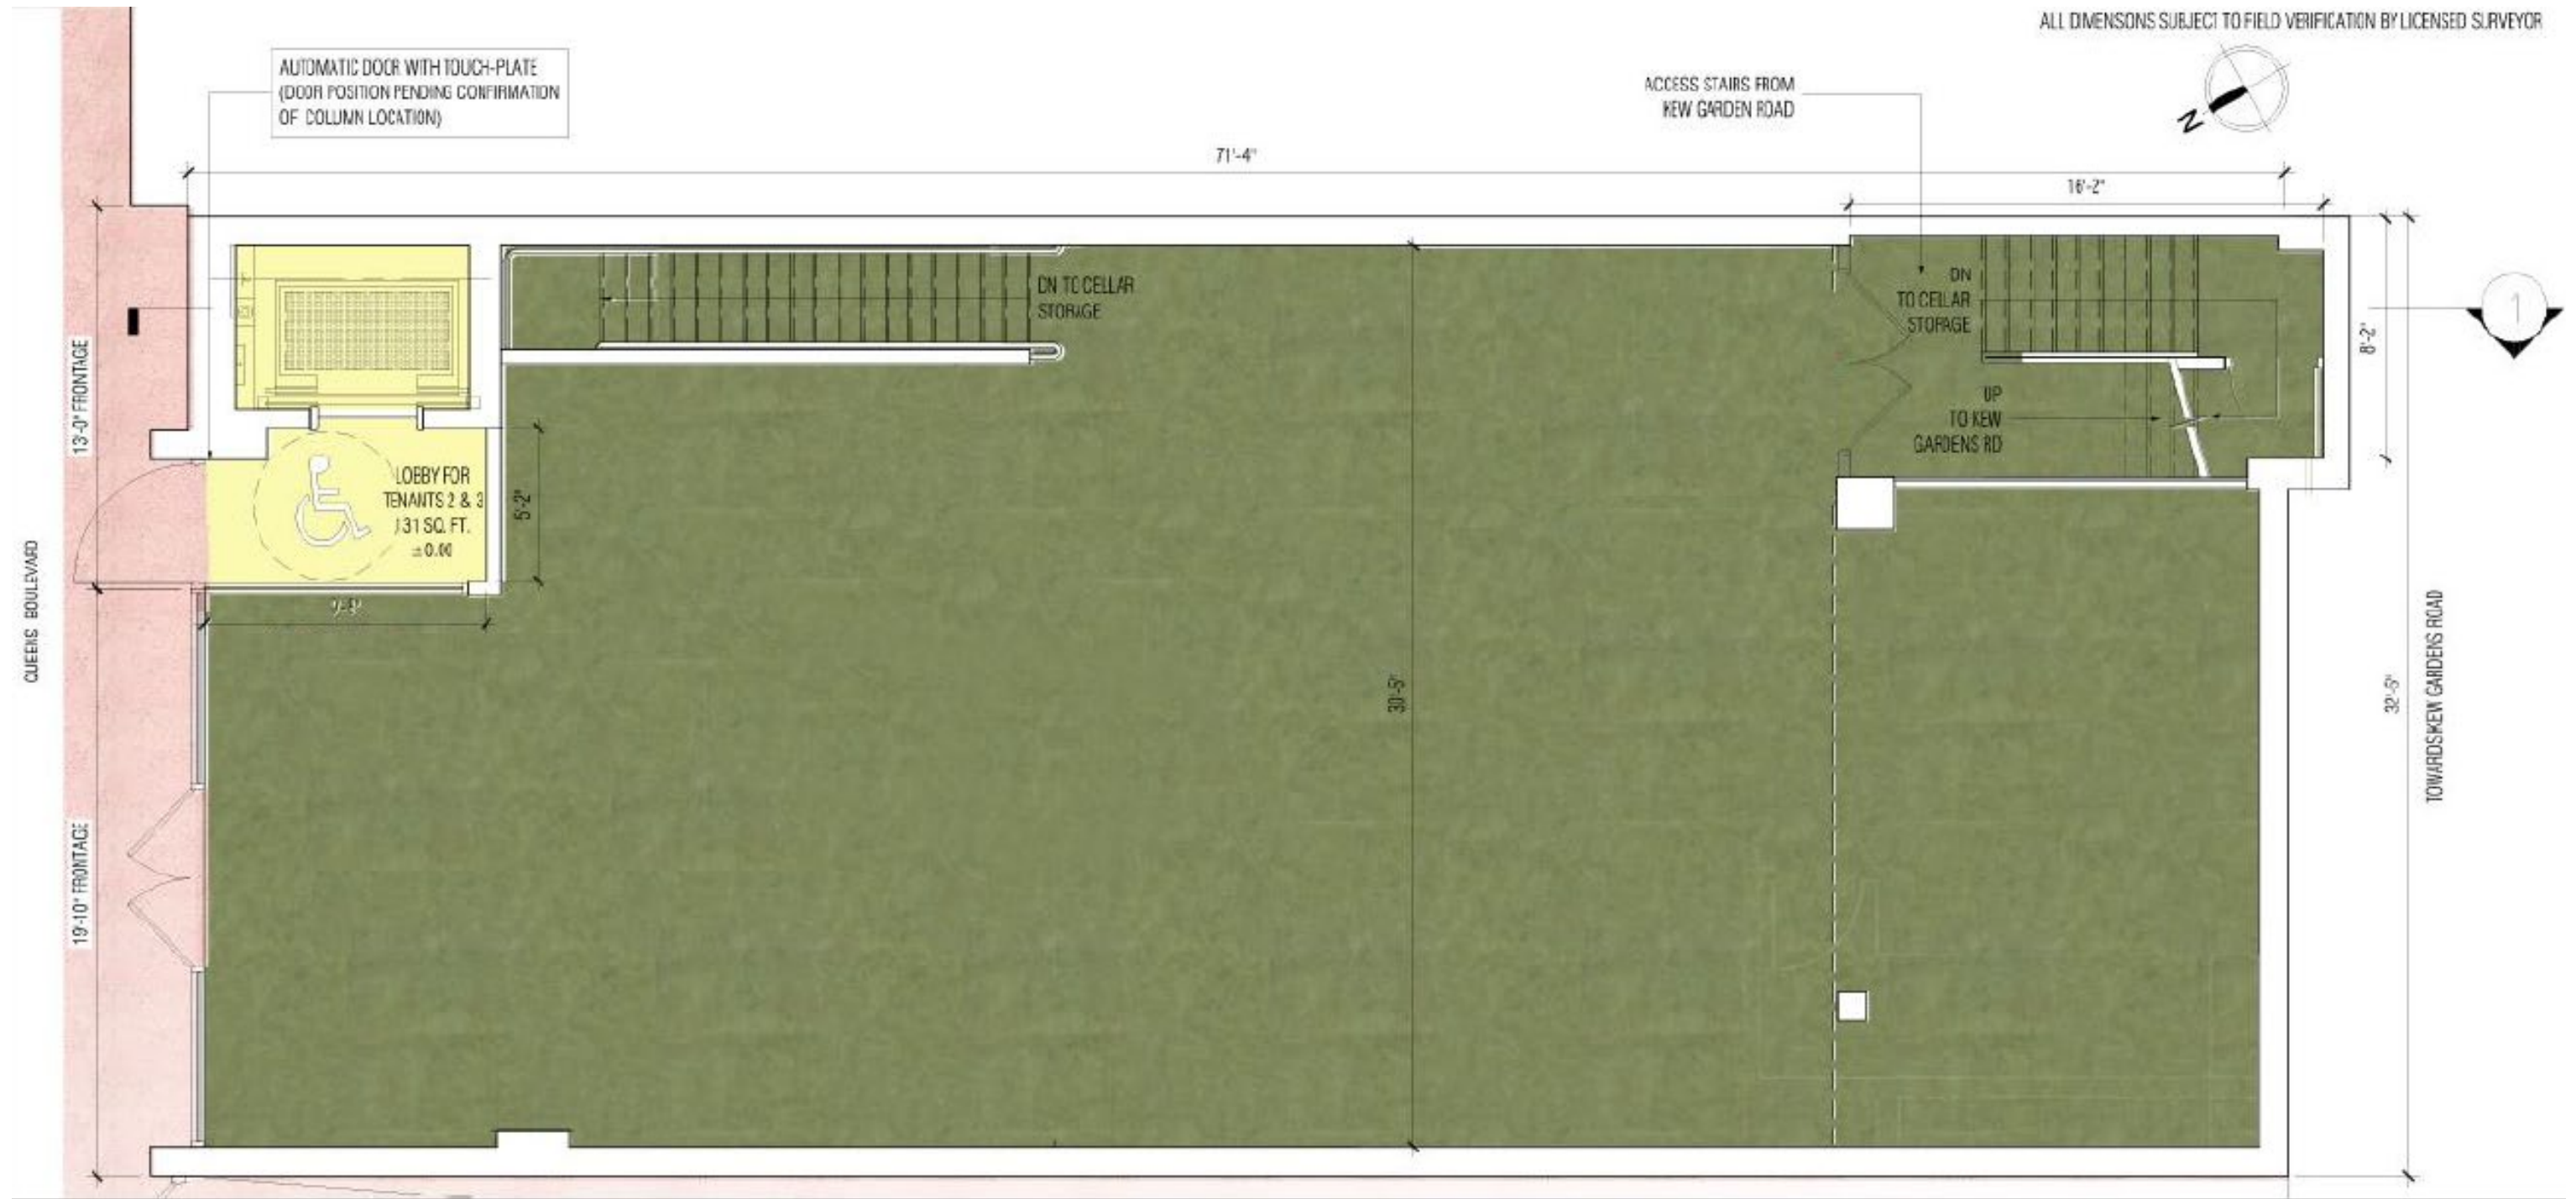 ALL DIMENSONS SUBJECT TO FIELD VERIFICATION BY LICENSED SURVEYOR
AUTOMATIC DOOR WITH TOUCH-PLATE
(DOOR POSITION PENDING CONFIRMATION
OF COLUMN LOCATION)
ACCESS STAIRS FROM
KEW GARDEN ROAD
N
71'-4"
16'-2"
DN TO CELLAR
STORAGE
DN
TO CELLAR
STORAGE
1
8'-2"
13'-0" FRONTAGE
UP
TO KEW
GARDENS RD
LOBBY FOR
TENANTS 2 & 3
131 SQ. FT.
±0.00
5'-2"
QUEENS BOULEVARD
30'-5"
32'-5"
TOWARDS KEW GARDENS ROAD
19'-10" FRONTAGE